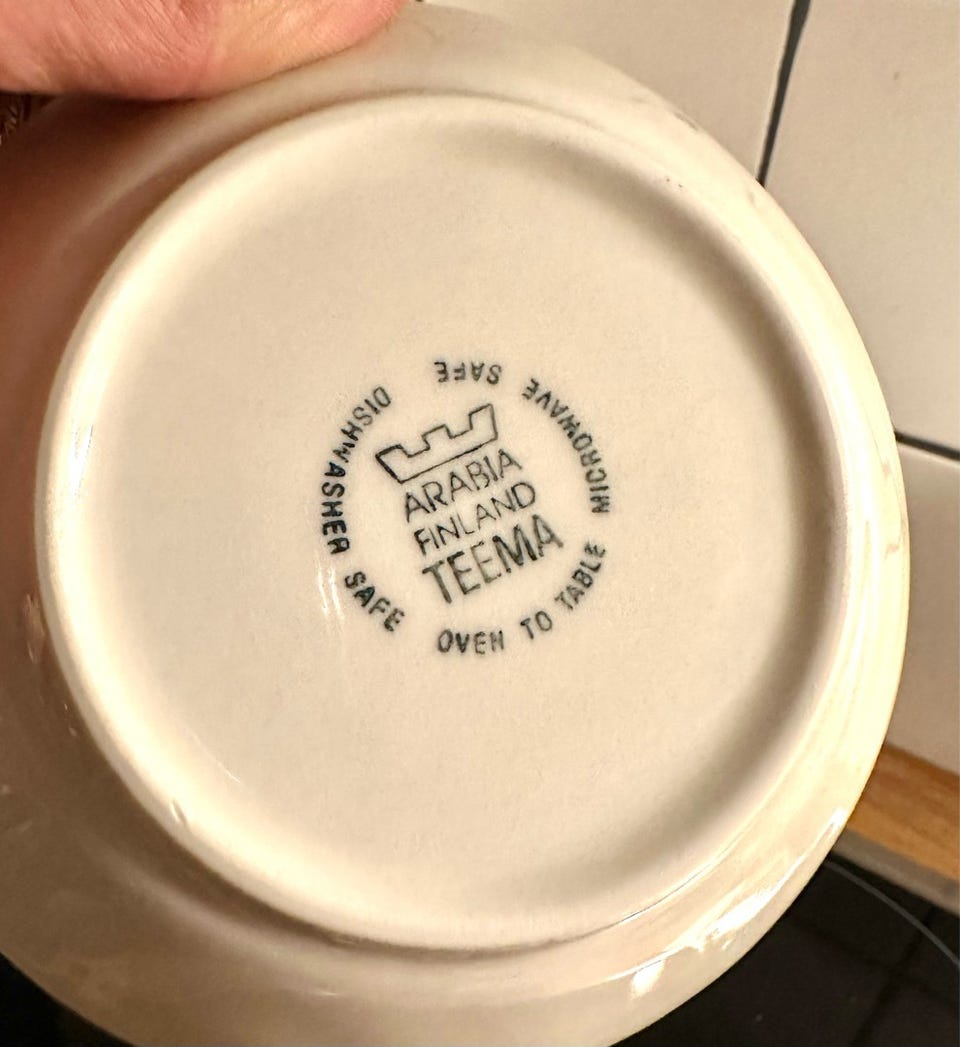 ARABIA
FINLAND
TEEMA
DISHWASHER SAFE
OVEN TO TABLE
MICROWAVE SAFE